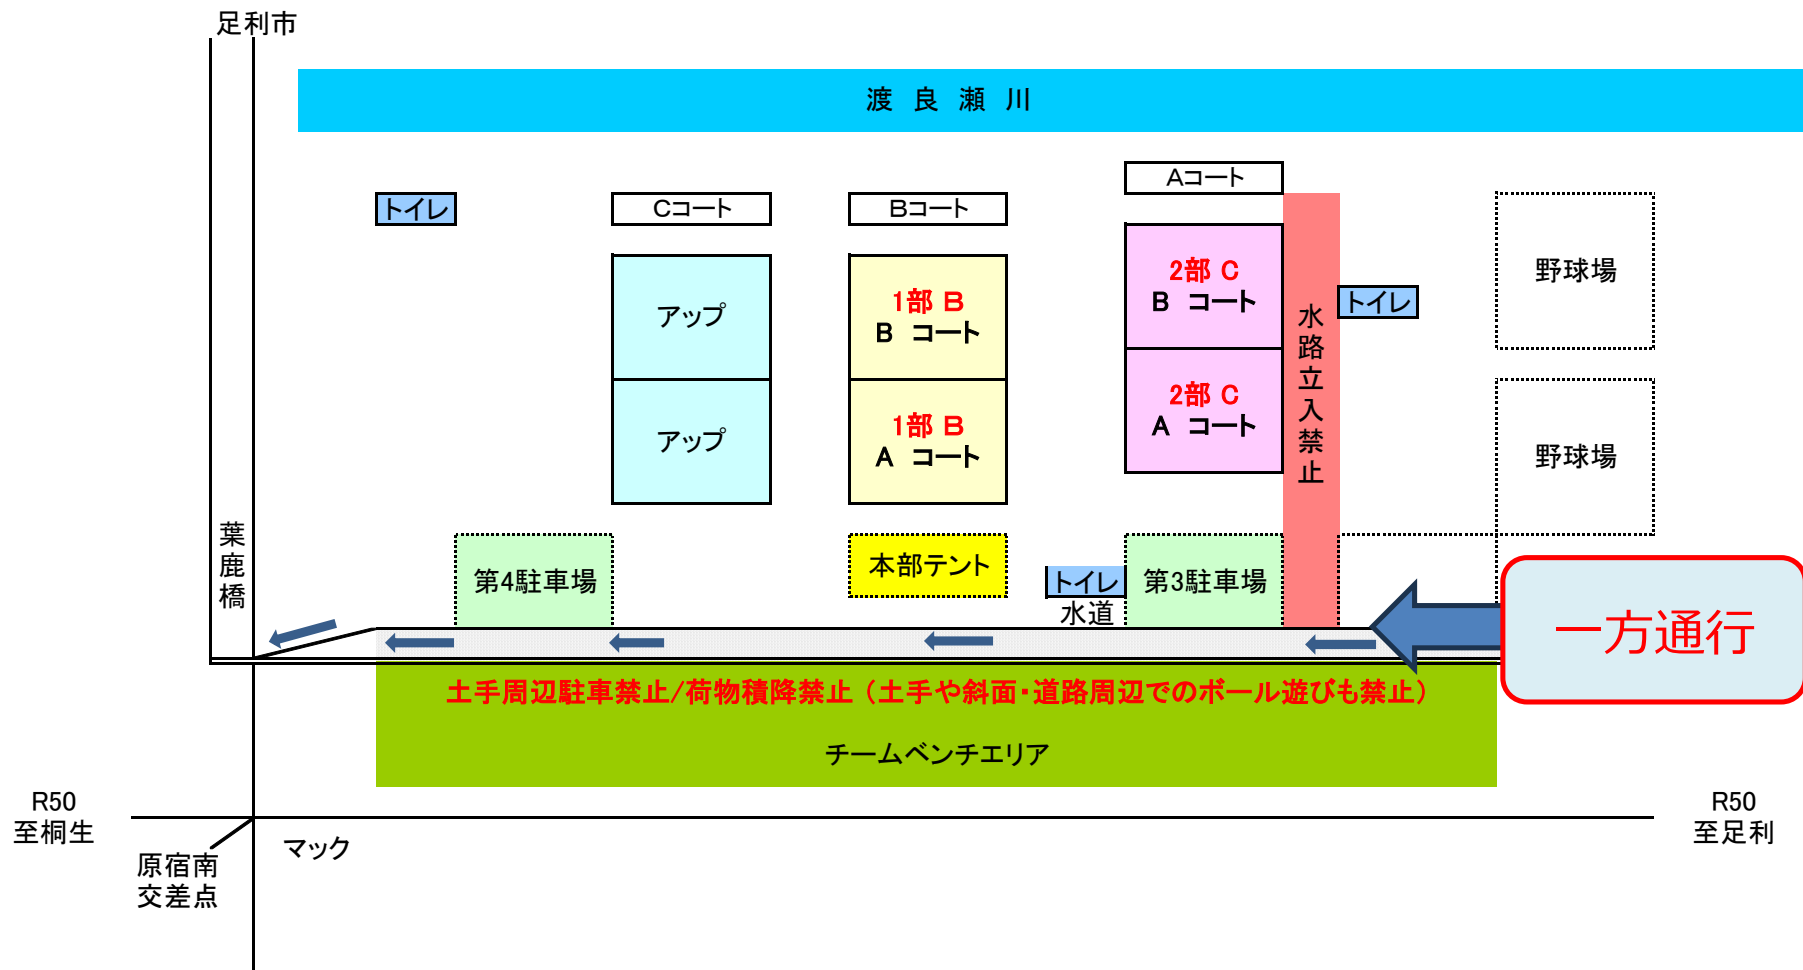 足利市
渡 良 瀬 川
Aコート
トイレ
Cコート
Bコート
アップ
1部 B
B コート
2部 C
B コート
水路立入禁止
トイレ
野球場
アップ
1部 B
A コート
2部 C
A コート
野球場
葉鹿橋
第4駐車場
本部テント
トイレ
水道
第3駐車場
一方通行
土手周辺駐車禁止/荷物積降禁止（土手や斜面・道路周辺でのボール遊びも禁止）
チームベンチエリア
R50
至桐生
R50
至足利
マック
原宿南
交差点